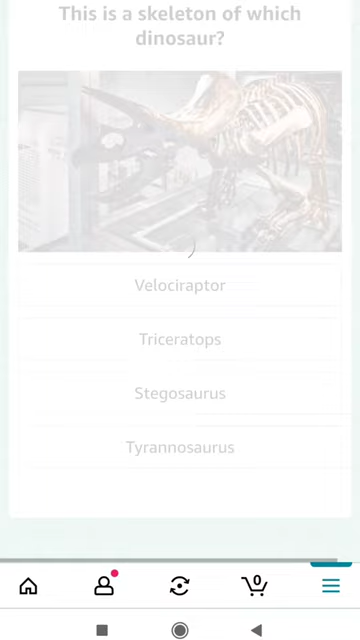 This is a skeleton of which
dinosaur?
Velociraptor
Triceratops
Stegosaurus
Tyrannosaurus
0